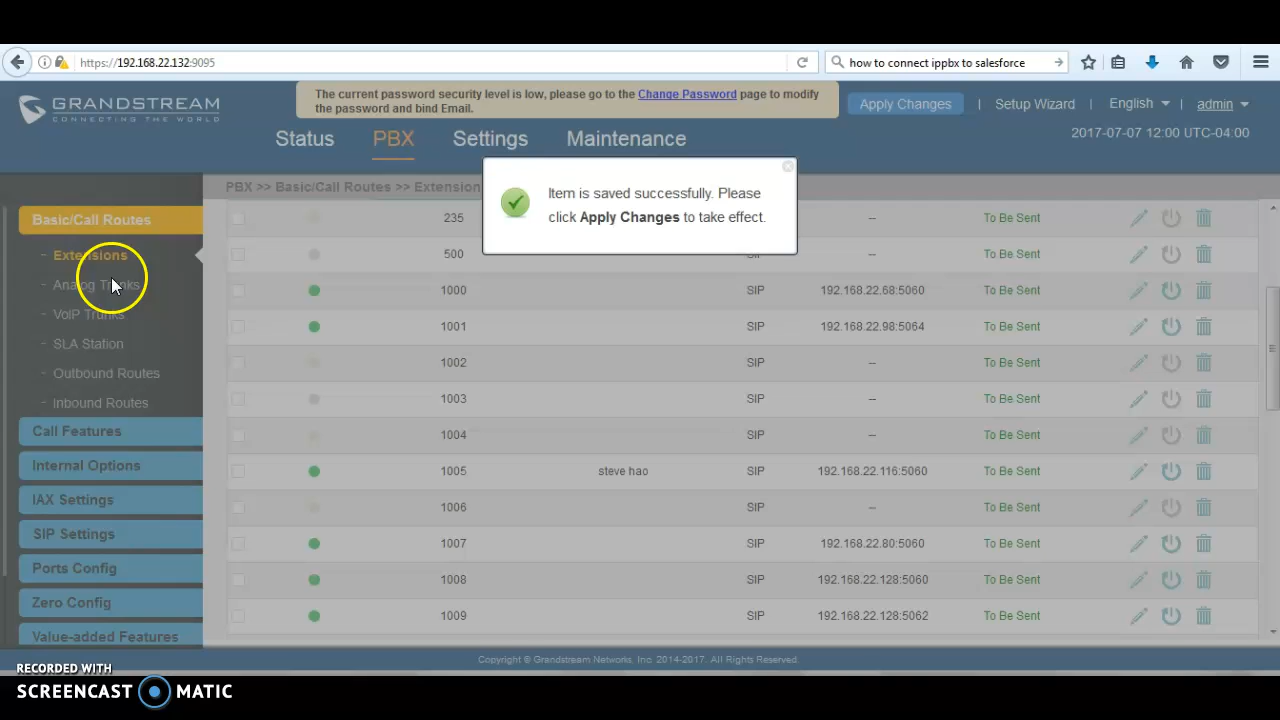 https://192.168.22.132:9095
how to connect ippbx to salesforce
GRANDSTREAM
CONNECTING THE WORLD
The current password security level is low, please go to the Change Password page to modify
the password and bind Email.
Apply Changes | Setup Wizard | English | admin
2017-07-07 12:00 UTC-04:00
Status PBX Settings Maintenance
PBX >> Basic/Call Routes >> Extension
Item is saved successfully. Please
click Apply Changes to take effect.
Basic/Call Routes
- Extensions
- Analog Trunks
- VoIP Trunks
- SLA Station
- Outbound Routes
- Inbound Routes
Call Features
Internal Options
IAX Settings
SIP Settings
Ports Config
Zero Config
Value-added Features
235 -- To Be Sent
500 SIP -- To Be Sent
1000 SIP 192.168.22.68:5060 To Be Sent
1001 SIP 192.168.22.98:5064 To Be Sent
1002 SIP -- To Be Sent
1003 SIP -- To Be Sent
1004 SIP -- To Be Sent
1005 steve hao SIP 192.168.22.116:5060 To Be Sent
1006 SIP -- To Be Sent
1007 SIP 192.168.22.80:5060 To Be Sent
1008 SIP 192.168.22.128:5060 To Be Sent
1009 SIP 192.168.22.128:5062 To Be Sent
Copyright © Grandstream Networks, Inc. 2014-2017. All Rights Reserved.
RECORDED WITH
SCREENCAST MATIC